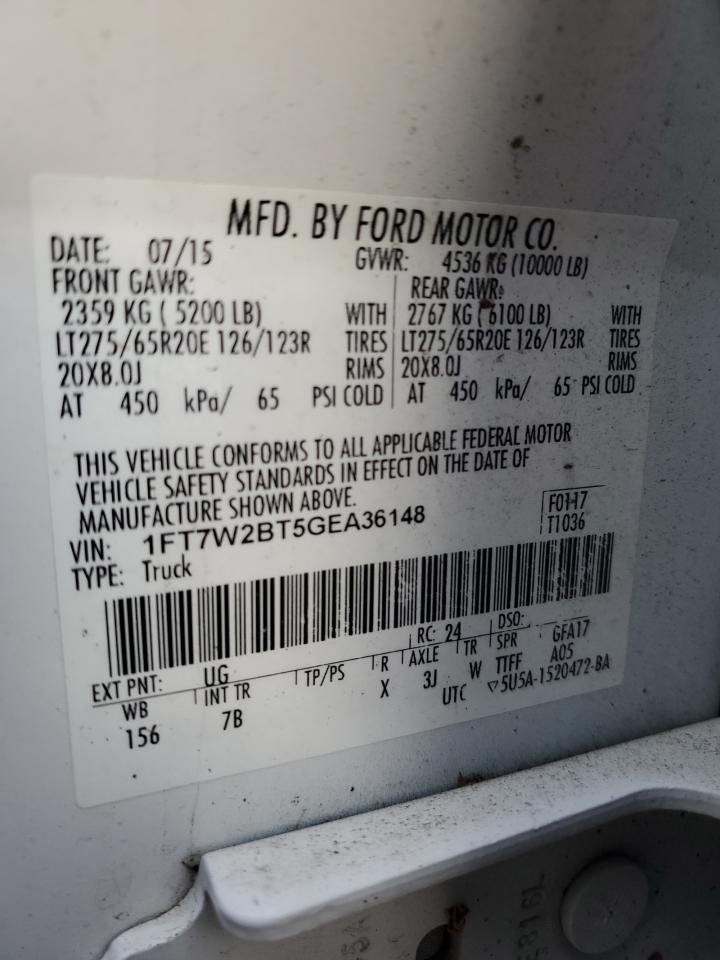 MFD. BY FORD MOTOR CO.
DATE: 07/15 GVWR: 4536 KG (10000 LB)
FRONT GAWR: REAR GAWR:
2359 KG ( 5200 LB) WITH 2767 KG ( 6100 LB) WITH
LT275/65R20E 126/123R TIRES LT275/65R20E 126/123R TIRES
20X8.0J RIMS 20X8.0J RIMS
AT 450 kPa/ 65 PSI COLD AT 450 kPa/ 65 PSI COLD
THIS VEHICLE CONFORMS TO ALL APPLICABLE FEDERAL MOTOR
VEHICLE SAFETY STANDARDS IN EFFECT ON THE DATE OF
MANUFACTURE SHOWN ABOVE.
F0117
VIN: 1FT7W2BT5GEA36148
T1036
TYPE: Truck
RC: 24 DSO:
EXT PNT: UG
WB INT TR TP/PS R AXLE TR SPR GFA17
156 7B X 3J W TTFF A05
UTC ▽5U5A-1520472-BA